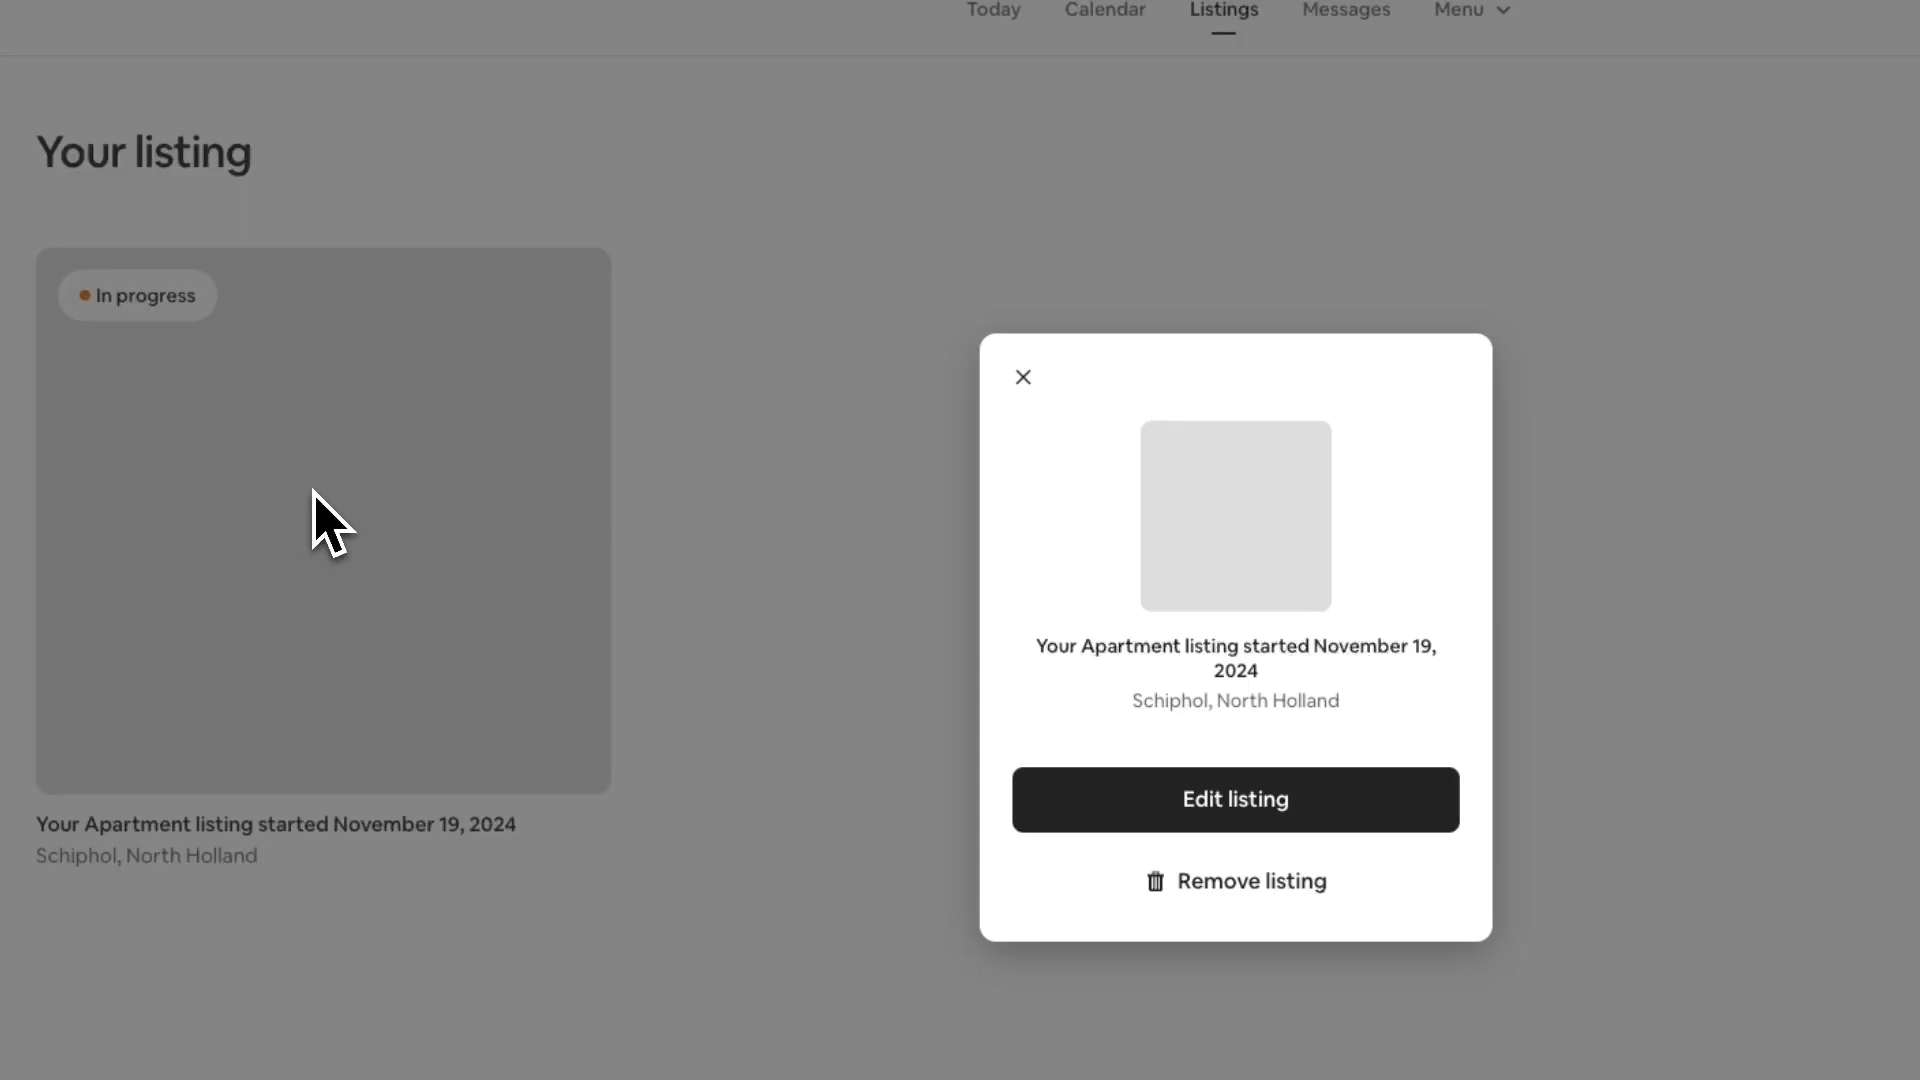 Today Calendar Listings Messages Menu
Your listing
In progress
Your Apartment listing started November 19, 2024
Schiphol, North Holland
Your Apartment listing started November 19,
2024
Schiphol, North Holland
Edit listing
Remove listing